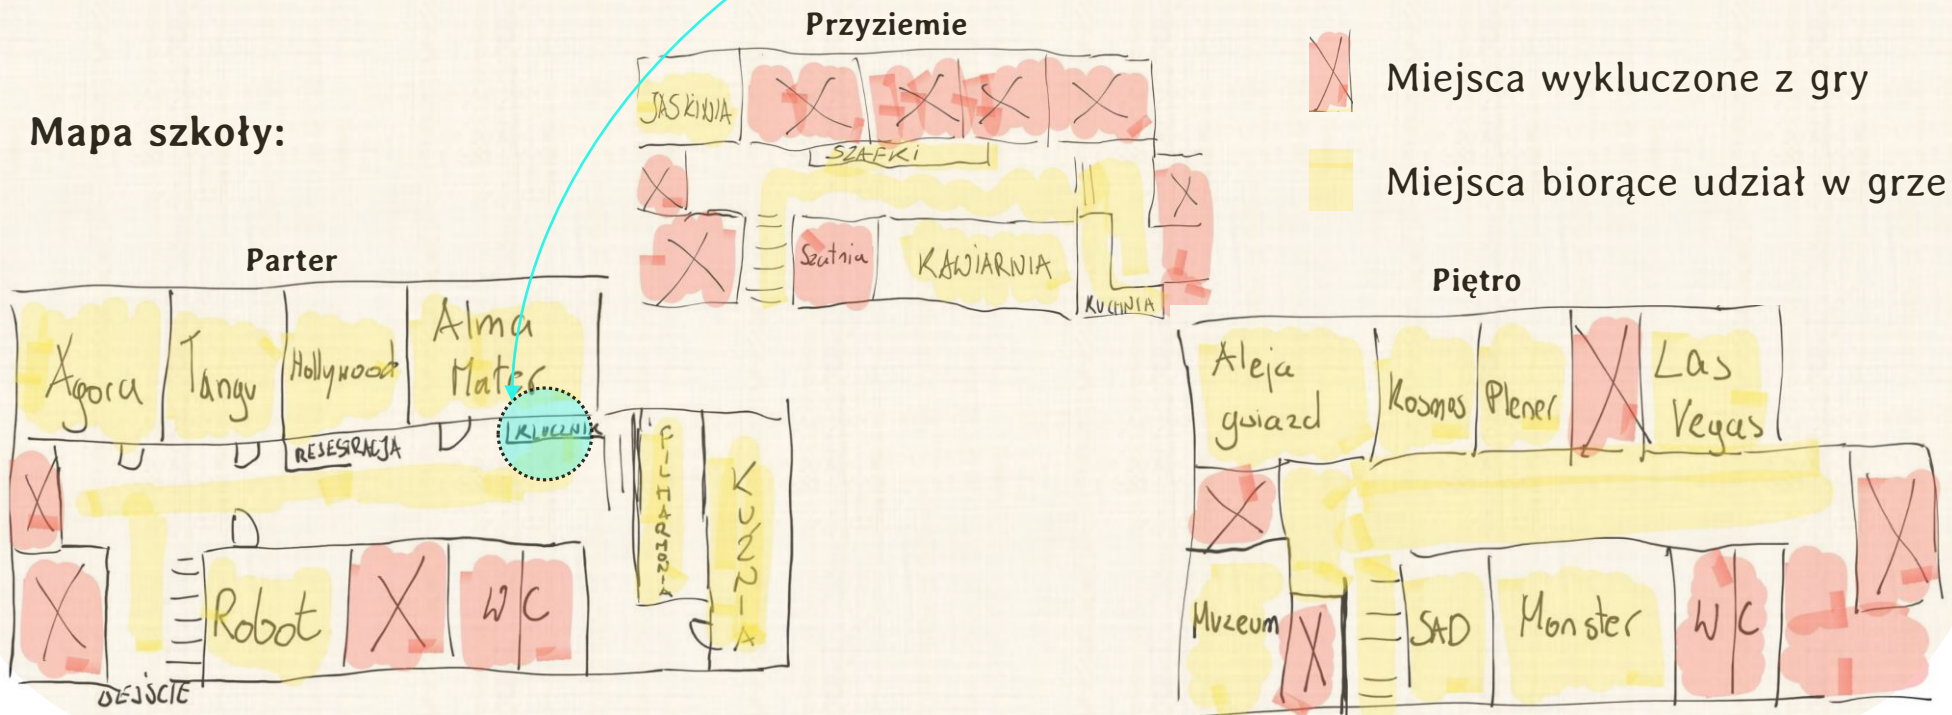 Przyziemie
Mapa szkoły:
Miejsca wykluczone z gry
Miejsca biorące udział w grze
JASKINIA
SZAFKI
Szatnia
KAWIARNIA
KUCHNIA
Parter
Agora
Tangu
Hollywood
Alma
Mater
REJESTRACJA
KLUCZNIK
FILHARMONIA
KUŹNIA
Robot
WC
WEJŚCIE
Piętro
Aleja
gwiazd
Kosmos
Plener
Las
Vegas
Muzeum
SAD
Monster
WC